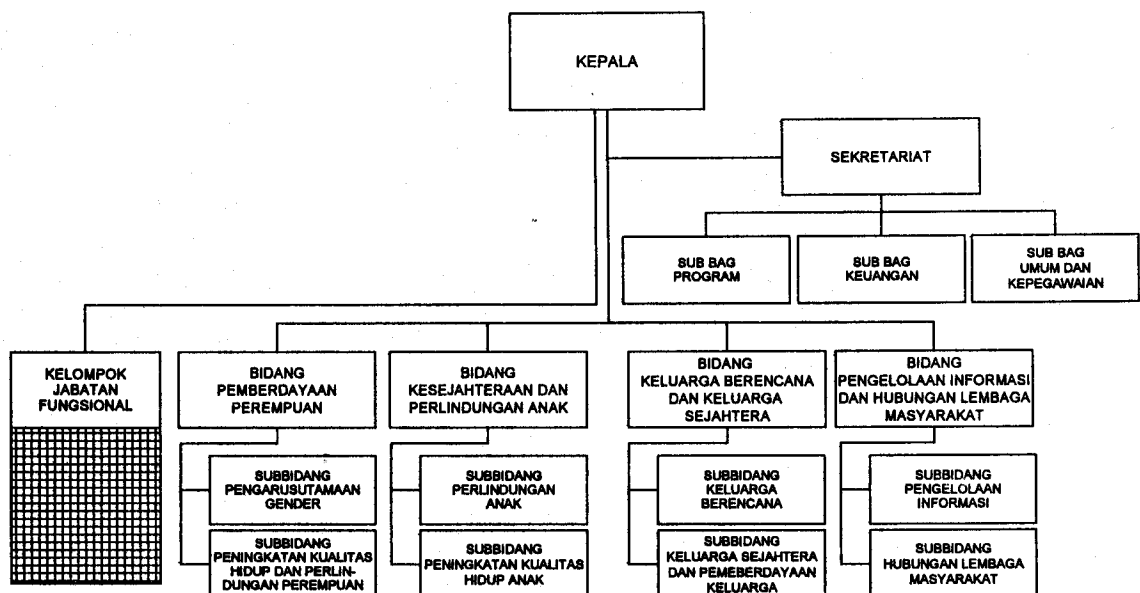 KEPALA
SEKRETARIAT
SUB BAG
PROGRAM
SUB BAG
KEUANGAN
SUB BAG
UMUM DAN
KEPEGAWAIAN
KELOMPOK
JABATAN
FUNGSIONAL
BIDANG
PEMBERDAYAAN
PEREMPUAN
BIDANG
KESEJAHTERAAN DAN
PERLINDUNGAN ANAK
BIDANG
KELUARGA BERENCANA
DAN KELUARGA
SEJAHTERA
BIDANG
PENGELOLAAN INFORMASI
DAN HUBUNGAN LEMBAGA
MASYARAKAT
SUBBIDANG
PENGARUSUTAMAAN
GENDER
SUBBIDANG
PERLINDUNGAN
ANAK
SUBBIDANG
KELUARGA
BERENCANA
SUBBIDANG
PENGELOLAAN
INFORMASI
SUBBIDANG
PENINGKATAN KUALITAS
HIDUP DAN PERLIN-
DUNGAN PEREMPUAN
SUBBIDANG
PENINGKATAN KUALITAS
HIDUP ANAK
SUBBIDANG
KELUARGA SEJAHTERA
DAN PEMEBERDAYAAN
KELUARGA
SUBBIDANG
HUBUNGAN LEMBAGA
MASYARAKAT